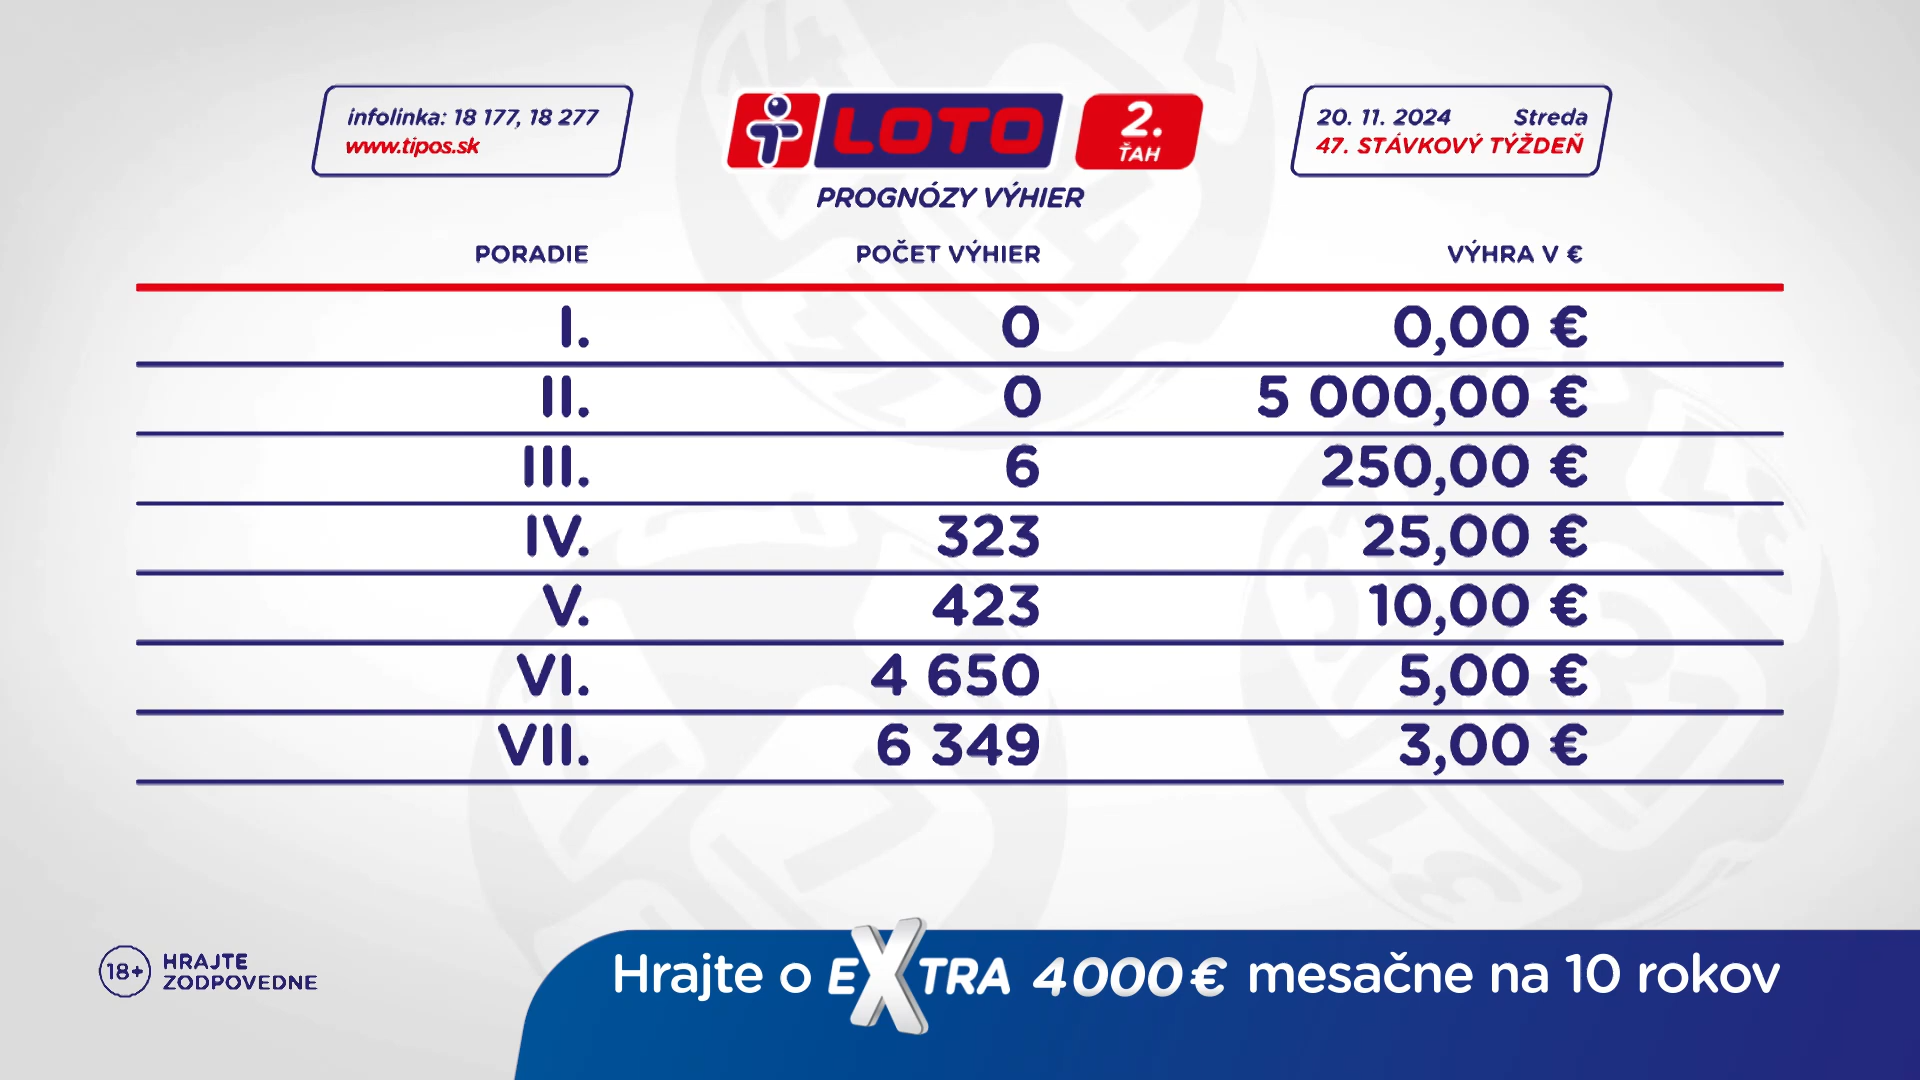 infolinka: 18 177, 18 277
www.tipos.sk
LOTO
2.
ŤAH
20. 11. 2024 Streda
47. STÁVKOVÝ TÝŽDEŇ
PROGNÓZY VÝHIER
PORADIE POČET VÝHIER VÝHRA V €
I. 0 0,00 €
II. 0 5 000,00 €
III. 6 250,00 €
IV. 323 25,00 €
V. 423 10,00 €
VI. 4 650 5,00 €
VII. 6 349 3,00 €
18+ HRAJTE
ZODPOVEDNE
Hrajte o EXTRA 4000€ mesačne na 10 rokov